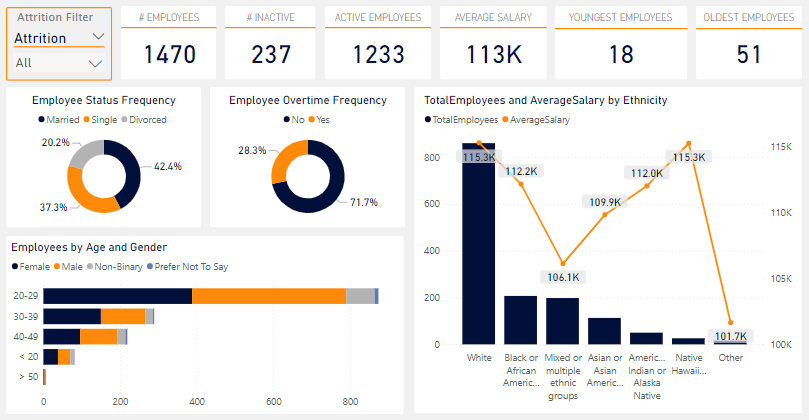 Attrition Filter
Attrition
All
# EMPLOYEES
1470
# INACTIVE
237
ACTIVE EMPLOYEES
1233
AVERAGE SALARY
113K
YOUNGEST EMPLOYEES
18
OLDEST EMPLOYEES
51
Employee Status Frequency
Married Single Divorced
20.2%
42.4%
37.3%
Employee Overtime Frequency
No Yes
28.3%
71.7%
Employees by Age and Gender
Female Male Non-Binary Prefer Not To Say
20-29
30-39
40-49
< 20
> 50
0 200 400 600 800
TotalEmployees and AverageSalary by Ethnicity
TotalEmployees AverageSalary
800
600
400
200
0
115K
110K
105K
100K
115.3K
112.2K
106.1K
109.9K
112.0K
115.3K
101.7K
White
Black or
African
Americ...
Mixed or
multiple
ethnic
groups
Asian or
Asian
Americ...
Americ...
Indian or
Alaska
Native
Native
Hawaii...
Other